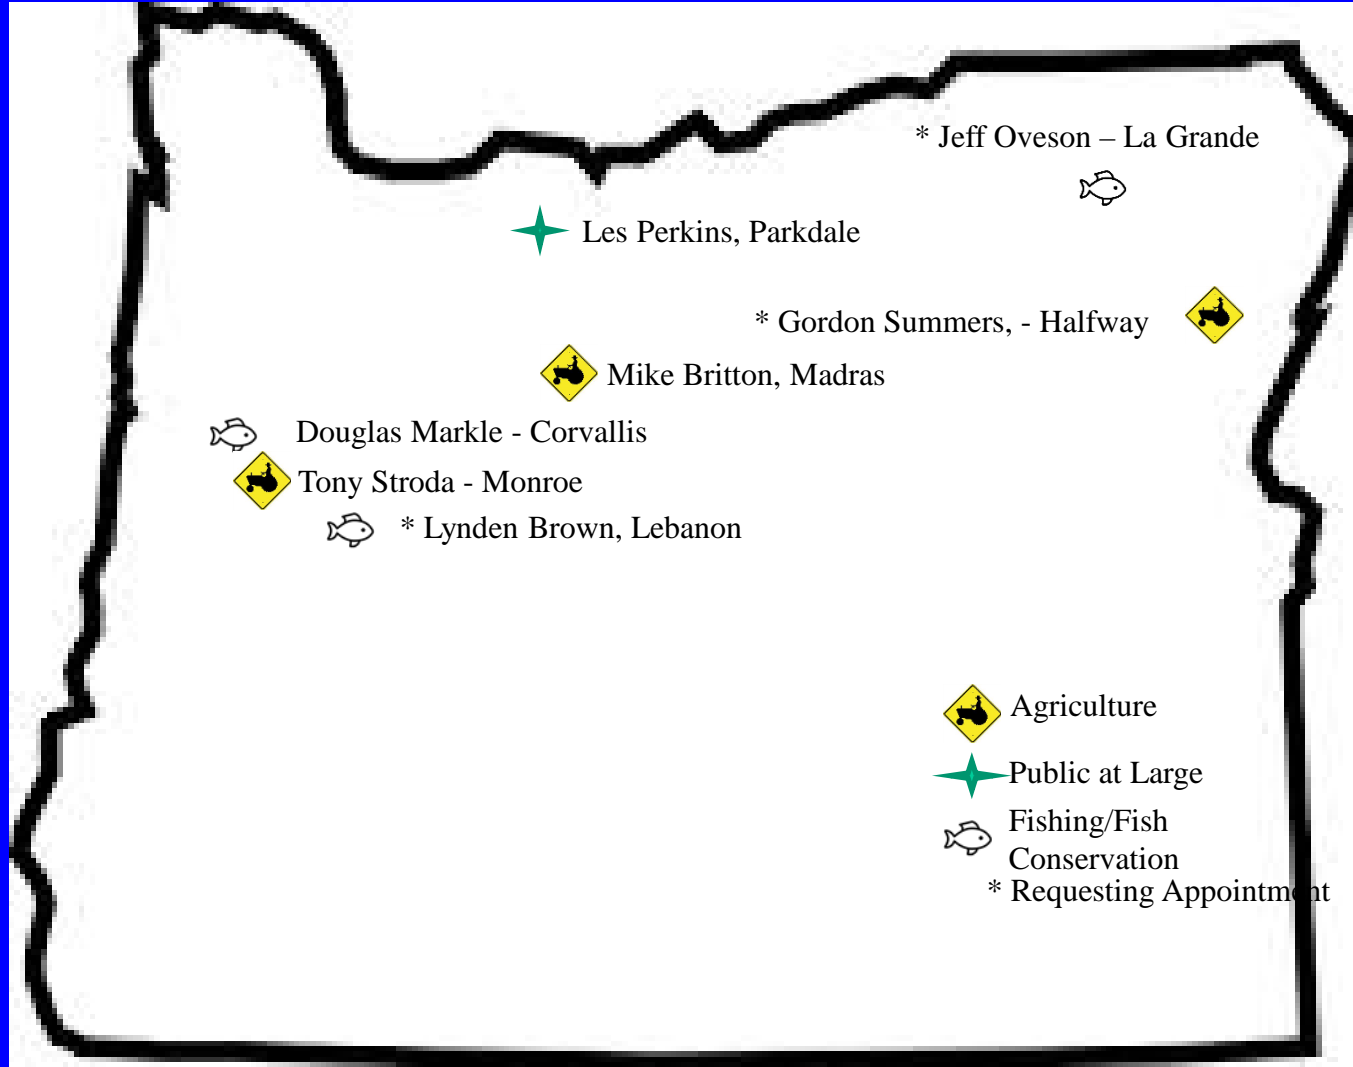 * Jeff Oveson – La Grande
Les Perkins, Parkdale
* Gordon Summers, - Halfway
Mike Britton, Madras
Douglas Markle - Corvallis
Tony Stroda - Monroe
* Lynden Brown, Lebanon
Agriculture
Public at Large
Fishing/Fish
Conservation
* Requesting Appointment